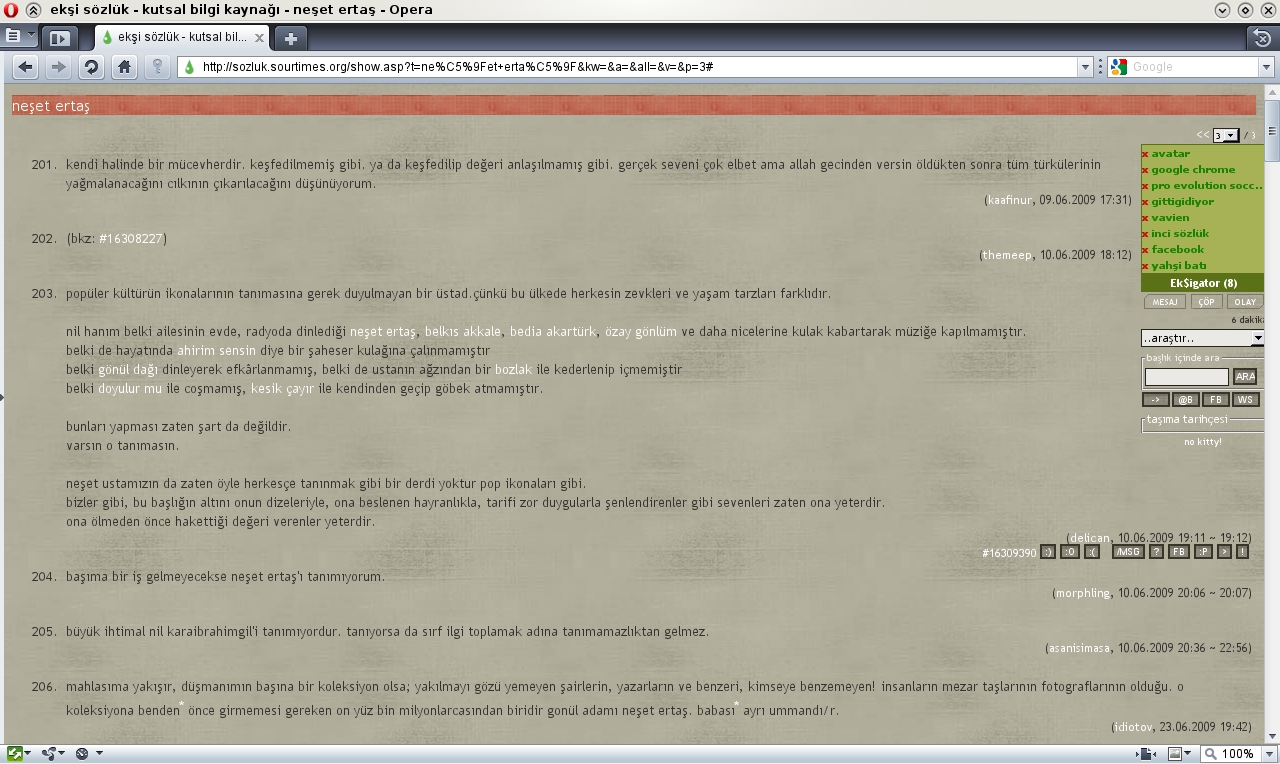 ekşi sözlük - kutsal bilgi kaynağı - neşet ertaş - Opera
ekşi sözlük - kutsal bil...
http://sozluk.sourtimes.org/show.asp?t=ne%C5%9Fet+erta%C5%9F&kw=&a=&all=&v=&p=3#
Google
neşet ertaş
<< 3 / 3
201. kendi halinde bir mücevherdir. keşfedilmemiş gibi. ya da keşfedilip değeri anlaşılmamış gibi. gerçek seveni çok elbet ama allah gecinden versin öldükten sonra tüm türkülerinin
yağmalanacağını cılkının çıkarılacağını düşünüyorum.
(kaafinur, 09.06.2009 17:31)
202. (bkz: #16308227)
(themeep, 10.06.2009 18:12)
203. popüler kültürün ikonalarının tanımasına gerek duyulmayan bir üstad.çünkü bu ülkede herkesin zevkleri ve yaşam tarzları farklıdır.
nil hanım belki ailesinin evde, radyoda dinlediği neşet ertaş, belkıs akkale, bedia akartürk, özay gönlüm ve daha nicelerine kulak kabartarak müziğe kapılmamıştır.
belki de hayatında ahirim sensin diye bir şaheser kulağına çalınmamıştır
belki gönül dağı dinleyerek efkârlanmamış, belki de ustanın ağzından bir bozlak ile kederlenip içmemiştir
belki doyulur mu ile coşmamış, kesik çayır ile kendinden geçip göbek atmamıştır.
bunları yapması zaten şart da değildir.
varsın o tanımasın.
neşet ustamızın da zaten öyle herkesçe tanınmak gibi bir derdi yoktur pop ikonaları gibi.
bizler gibi, bu başlığın altını onun dizeleriyle, ona beslenen hayranlıkla, tarifi zor duygularla şenlendirenler gibi sevenleri zaten ona yeterdir.
ona ölmeden önce hakettiği değeri verenler yeterdir.
(delican, 10.06.2009 19:11 ~ 19:12)
#16309390 :) :O :( /MSG ? FB :P > !
204. başıma bir iş gelmeyecekse neşet ertaş'ı tanımıyorum.
(morphling, 10.06.2009 20:06 ~ 20:07)
205. büyük ihtimal nil karaibrahimgil'i tanımıyordur. tanıyorsa da sırf ilgi toplamak adına tanımamazlıktan gelmez.
(asanisimasa, 10.06.2009 20:36 ~ 22:56)
206. mahlasıma yakışır, düşmanımın başına bir koleksiyon olsa; yakılmayı gözü yemeyen şairlerin, yazarların ve benzeri, kimseye benzemeyen! insanların mezar taşlarının fotograflarının olduğu. o
koleksiyona benden* önce girmemesi gereken on yüz bin milyonlarcasından biridir gonül adamı neşet ertaş. babası* ayrı ummandı/r.
(idiotov, 23.06.2009 19:42)
x avatar
x google chrome
x pro evolution socc..
x gittigidiyor
x vavien
x inci sözlük
x facebook
x yahşi batı
Ek$igator (8)
MESAJ ÇÖP OLAY
6 dakika
..araştır..
başlık içinde ara
ARA
-> @B FB WS
taşıma tarihçesi
no kitty!
100%